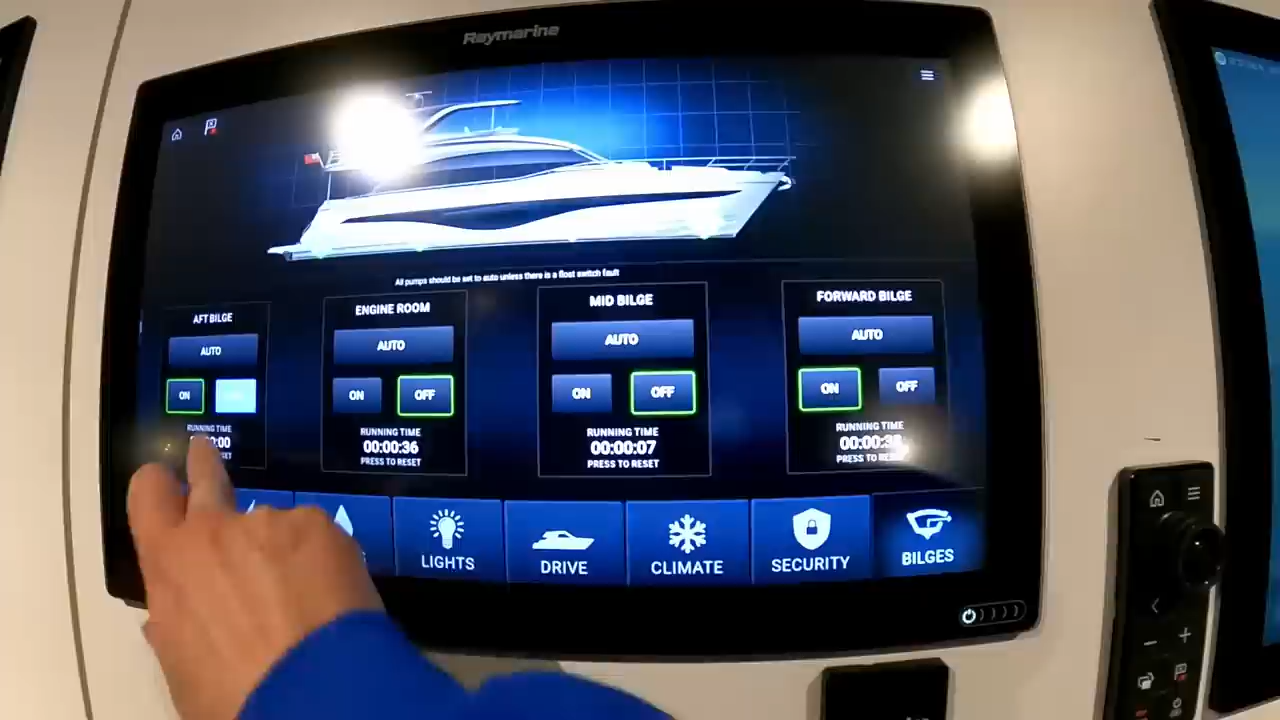 Raymarine
All pumps should be set to auto unless there is a float switch fault
AFT BILGE
AUTO
ON
RUNNING TIME
ENGINE ROOM
AUTO
ON OFF
RUNNING TIME
00:00:36
PRESS TO RESET
MID BILGE
AUTO
ON OFF
RUNNING TIME
00:00:07
PRESS TO RESET
FORWARD BILGE
AUTO
ON OFF
RUNNING TIME
PRESS TO RESET
LIGHTS
DRIVE
CLIMATE
SECURITY
BILGES